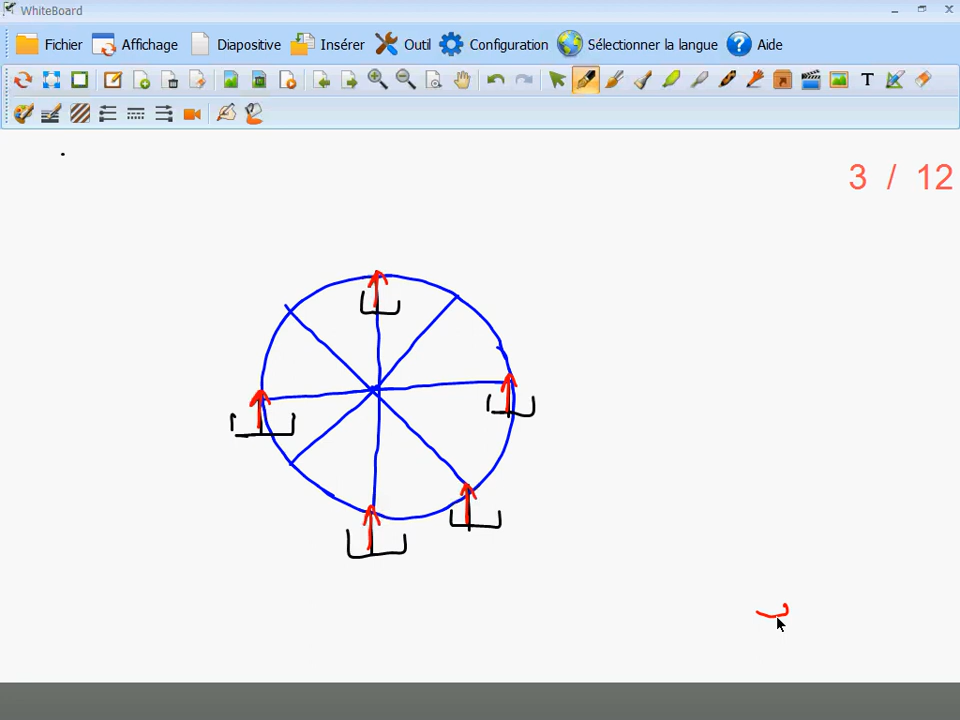 WhiteBoard
Fichier Affichage Diapositive Insérer Outil Configuration Sélectionner la langue Aide
T
3 / 12